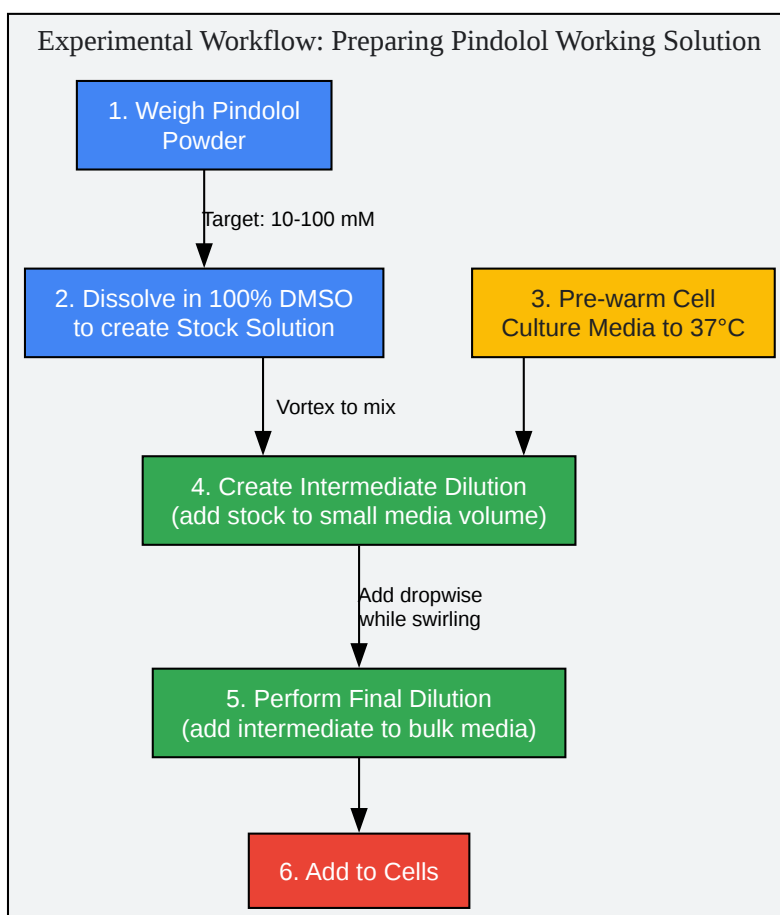 Experimental Workflow: Preparing Pindolol Working Solution
1. Weigh Pindolol
Powder
Target: 10-100 mM
2. Dissolve in 100% DMSO
to create Stock Solution
3. Pre-warm Cell
Culture Media to 37°C
Vortex to mix
4. Create Intermediate Dilution
(add stock to small media volume)
Add dropwise
while swirling
5. Perform Final Dilution
(add intermediate to bulk media)
6. Add to Cells